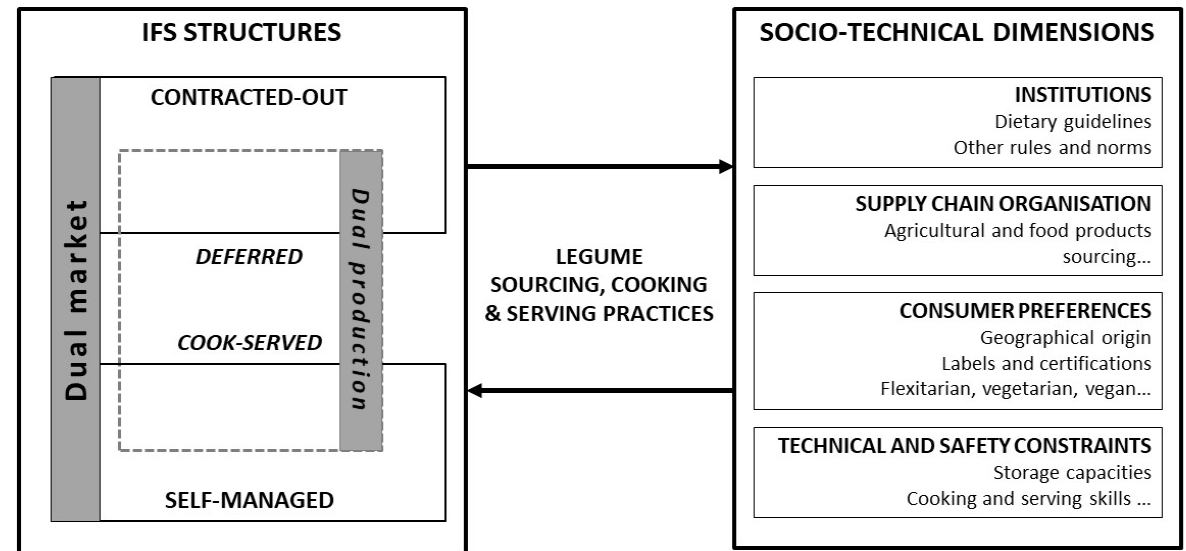 IFS STRUCTURES
CONTRACTED-OUT
Dual market
Dual production
DEFERRED
COOK-SERVED
SELF-MANAGED
LEGUME
SOURCING, COOKING
& SERVING PRACTICES
SOCIO-TECHNICAL DIMENSIONS
INSTITUTIONS
Dietary guidelines
Other rules and norms
SUPPLY CHAIN ORGANISATION
Agricultural and food products
sourcing...
CONSUMER PREFERENCES
Geographical origin
Labels and certifications
Flexitarian, vegetarian, vegan...
TECHNICAL AND SAFETY CONSTRAINTS
Storage capacities
Cooking and serving skills ...